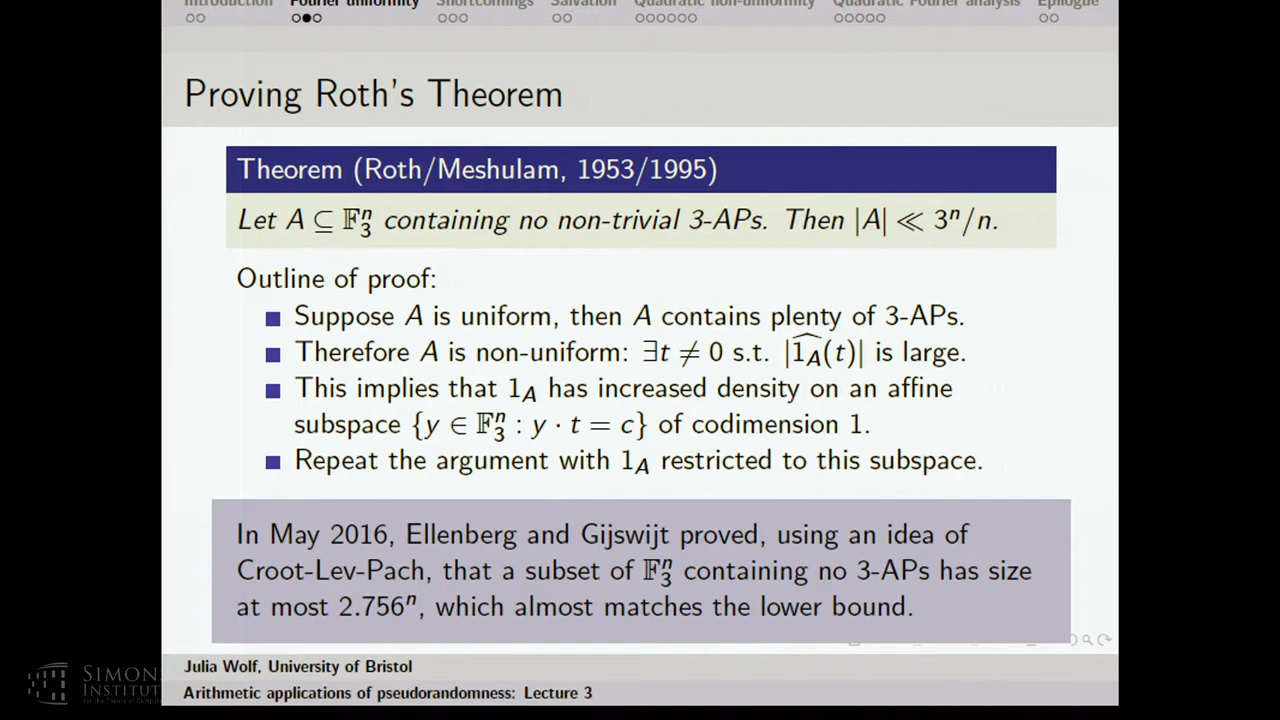 Introduction Fourier uniformity Shortcomings Salvation Quadratic non-uniformity Quadratic Fourier analysis Epilogue
Proving Roth's Theorem
Theorem (Roth/Meshulam, 1953/1995)
Let A ⊆ 𝔽₃ⁿ containing no non-trivial 3-APs. Then |A| ≪ 3ⁿ/n.
Outline of proof:
Suppose A is uniform, then A contains plenty of 3-APs.
Therefore A is non-uniform: ∃t ≠ 0 s.t. |\widehat{1_A}(t)| is large.
This implies that 1_A has increased density on an affine
subspace {y ∈ 𝔽₃ⁿ : y · t = c} of codimension 1.
Repeat the argument with 1_A restricted to this subspace.
In May 2016, Ellenberg and Gijswijt proved, using an idea of
Croot-Lev-Pach, that a subset of 𝔽₃ⁿ containing no 3-APs has size
at most 2.756ⁿ, which almost matches the lower bound.
Julia Wolf, University of Bristol
Arithmetic applications of pseudorandomness: Lecture 3
SIMON
INSTITU